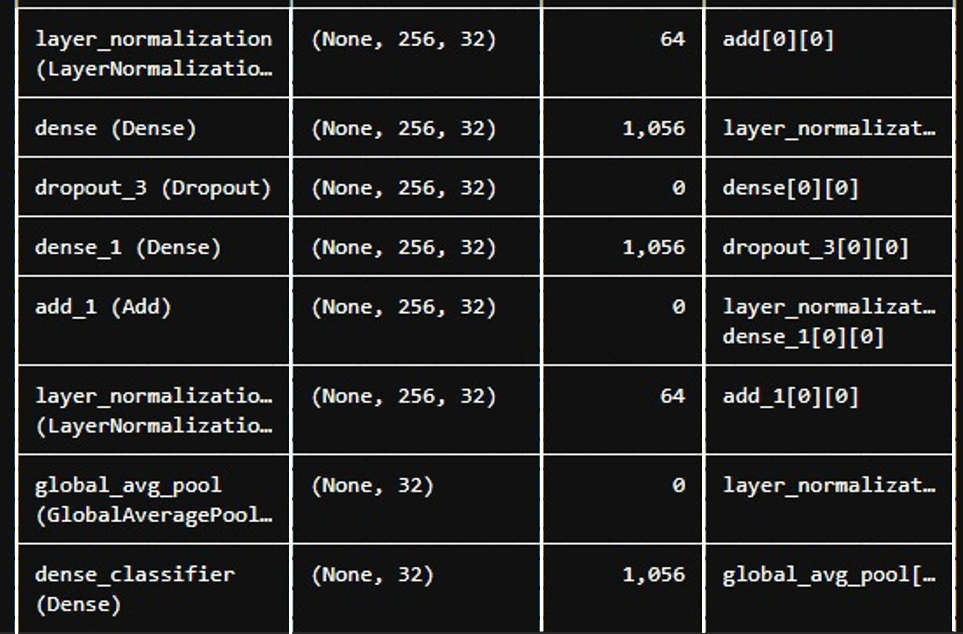 layer_normalization (None, 256, 32) 64 add[0][0]
(LayerNormalizatio…
dense (Dense) (None, 256, 32) 1,056 layer_normalizat…
dropout_3 (Dropout) (None, 256, 32) 0 dense[0][0]
dense_1 (Dense) (None, 256, 32) 1,056 dropout_3[0][0]
add_1 (Add) (None, 256, 32) 0 layer_normalizat…
dense_1[0][0]
layer_normalizatio… (None, 256, 32) 64 add_1[0][0]
(LayerNormalizatio…
global_avg_pool (None, 32) 0 layer_normalizat…
(GlobalAveragePool…
dense_classifier (None, 32) 1,056 global_avg_pool[…
(Dense)